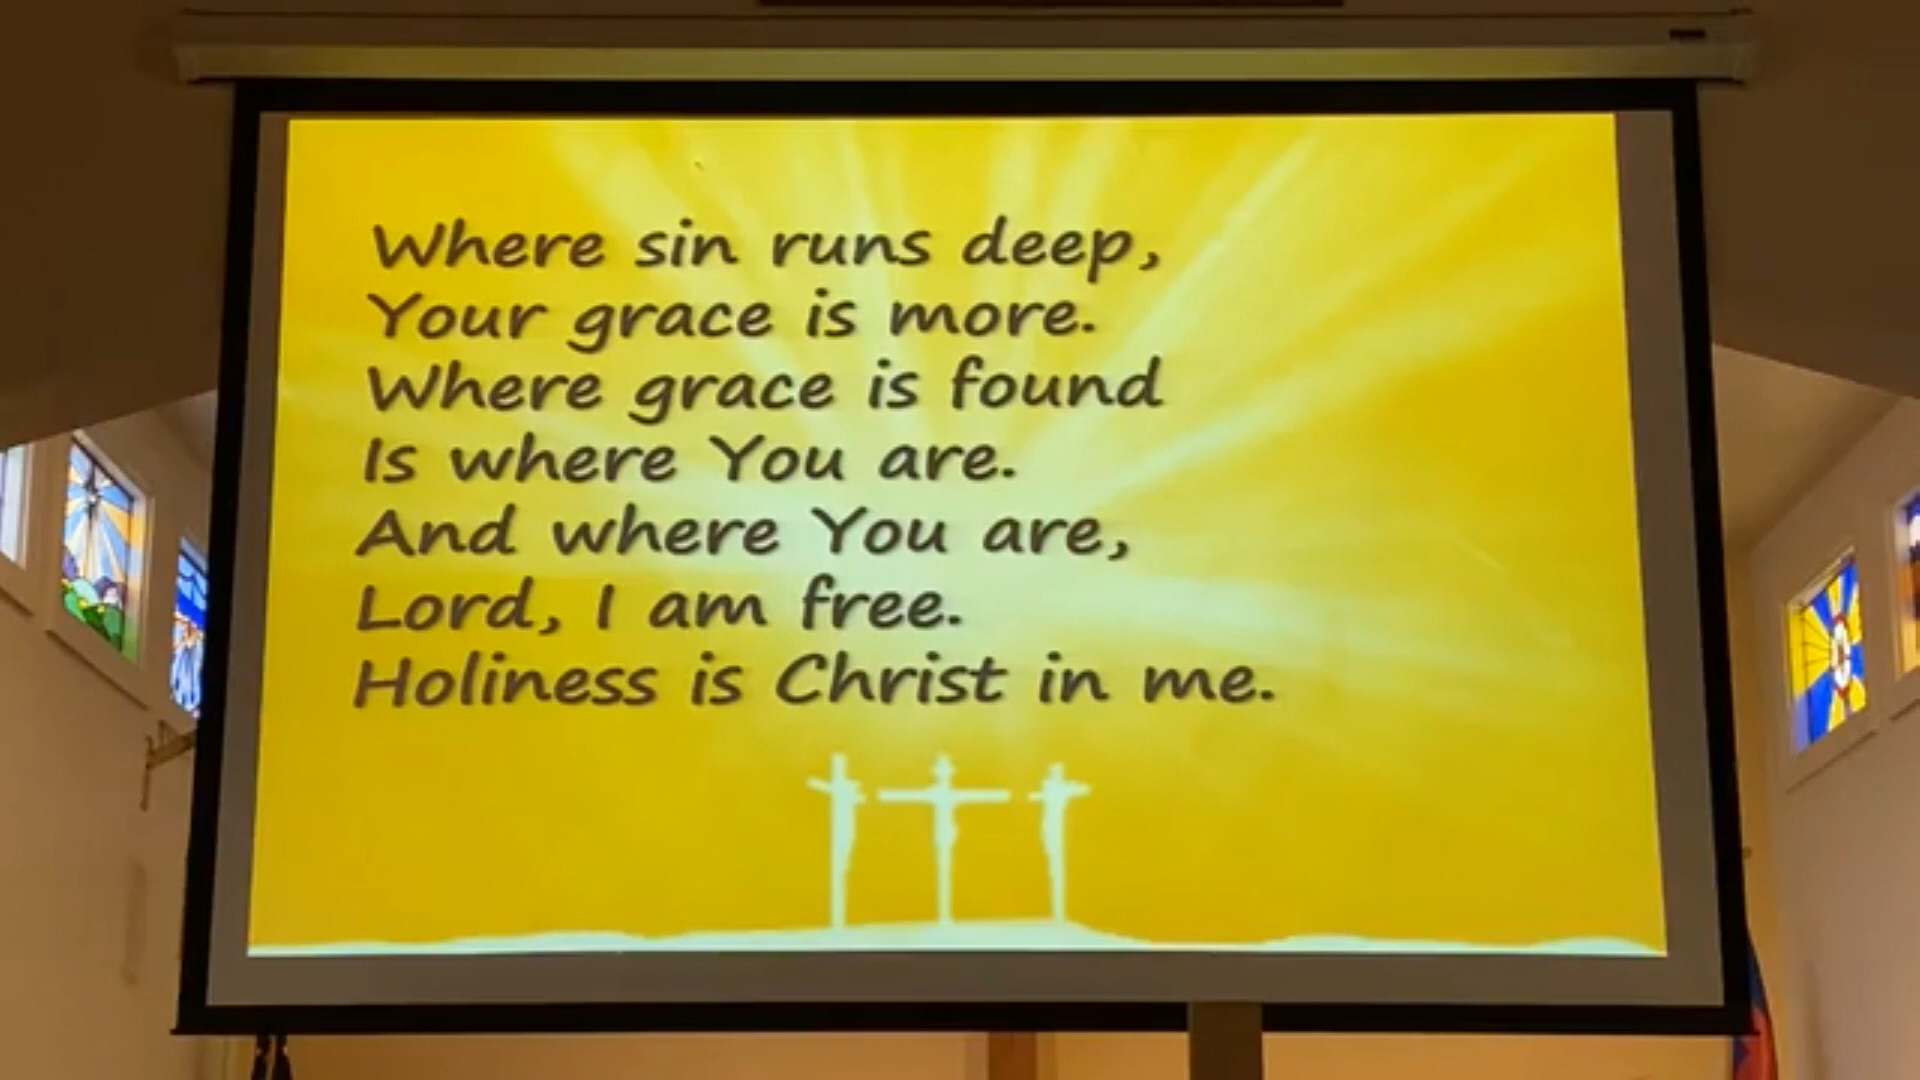 Where sin runs deep,
Your grace is more.
Where grace is found
Is where You are.
And where You are,
Lord, I am free.
Holiness is Christ in me.